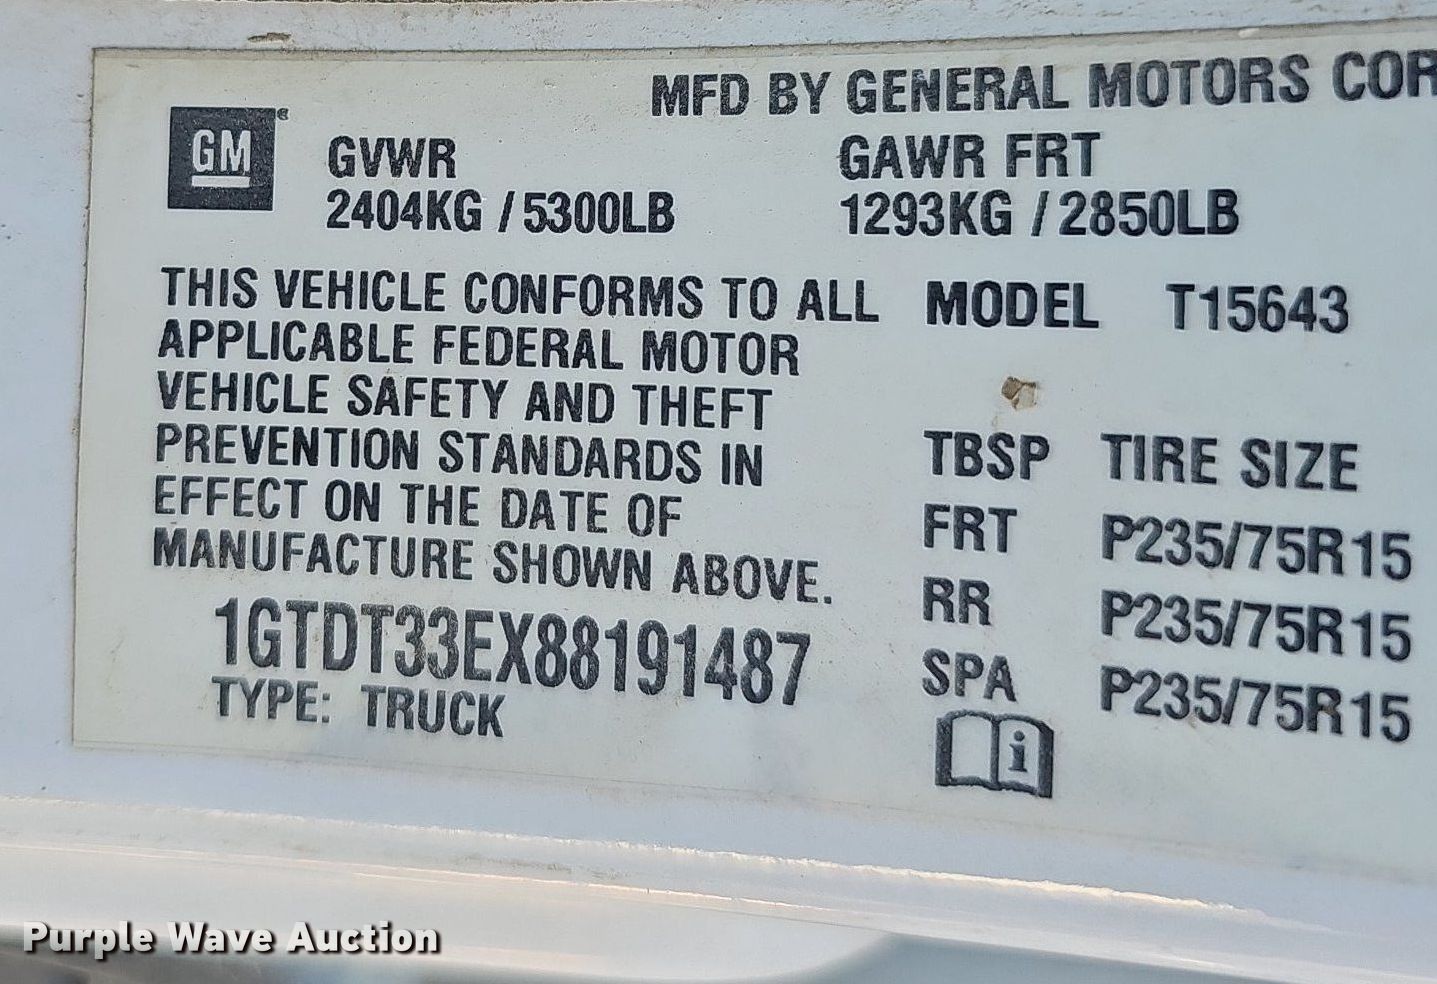 MFD BY GENERAL MOTORS COR
GM
GVWR
2404KG / 5300LB
GAWR FRT
1293KG / 2850LB
THIS VEHICLE CONFORMS TO ALL
APPLICABLE FEDERAL MOTOR
VEHICLE SAFETY AND THEFT
PREVENTION STANDARDS IN
EFFECT ON THE DATE OF
MANUFACTURE SHOWN ABOVE.
1GTDT33EX88191487
TYPE: TRUCK
MODEL T15643
TBSP TIRE SIZE
FRT P235/75R15
RR P235/75R15
SPA P235/75R15
i
Purple Wave Auction